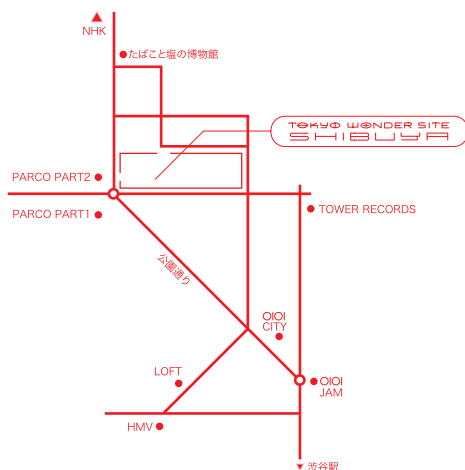 NHK
たばこと塩の博物館
TOKYO WONDER SITE
SHIBUYA
PARCO PART2
PARCO PART1
TOWER RECORDS
公園通り
OIOI
CITY
LOFT
OIOI
JAM
HMV
渋谷駅